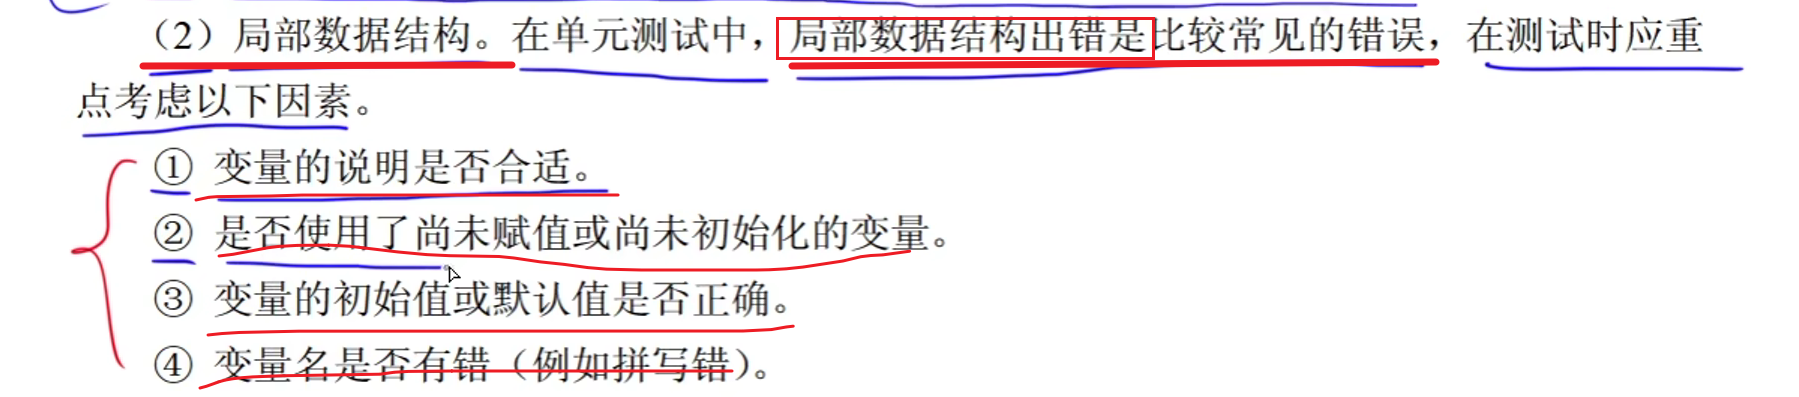 （2）局部数据结构。在单元测试中，局部数据结构出错是比较常见的错误，在测试时应重
点考虑以下因素。
① 变量的说明是否合适。
② 是否使用了尚未赋值或尚未初始化的变量。
③ 变量的初始值或默认值是否正确。
④ 变量名是否有错（例如拼写错）。